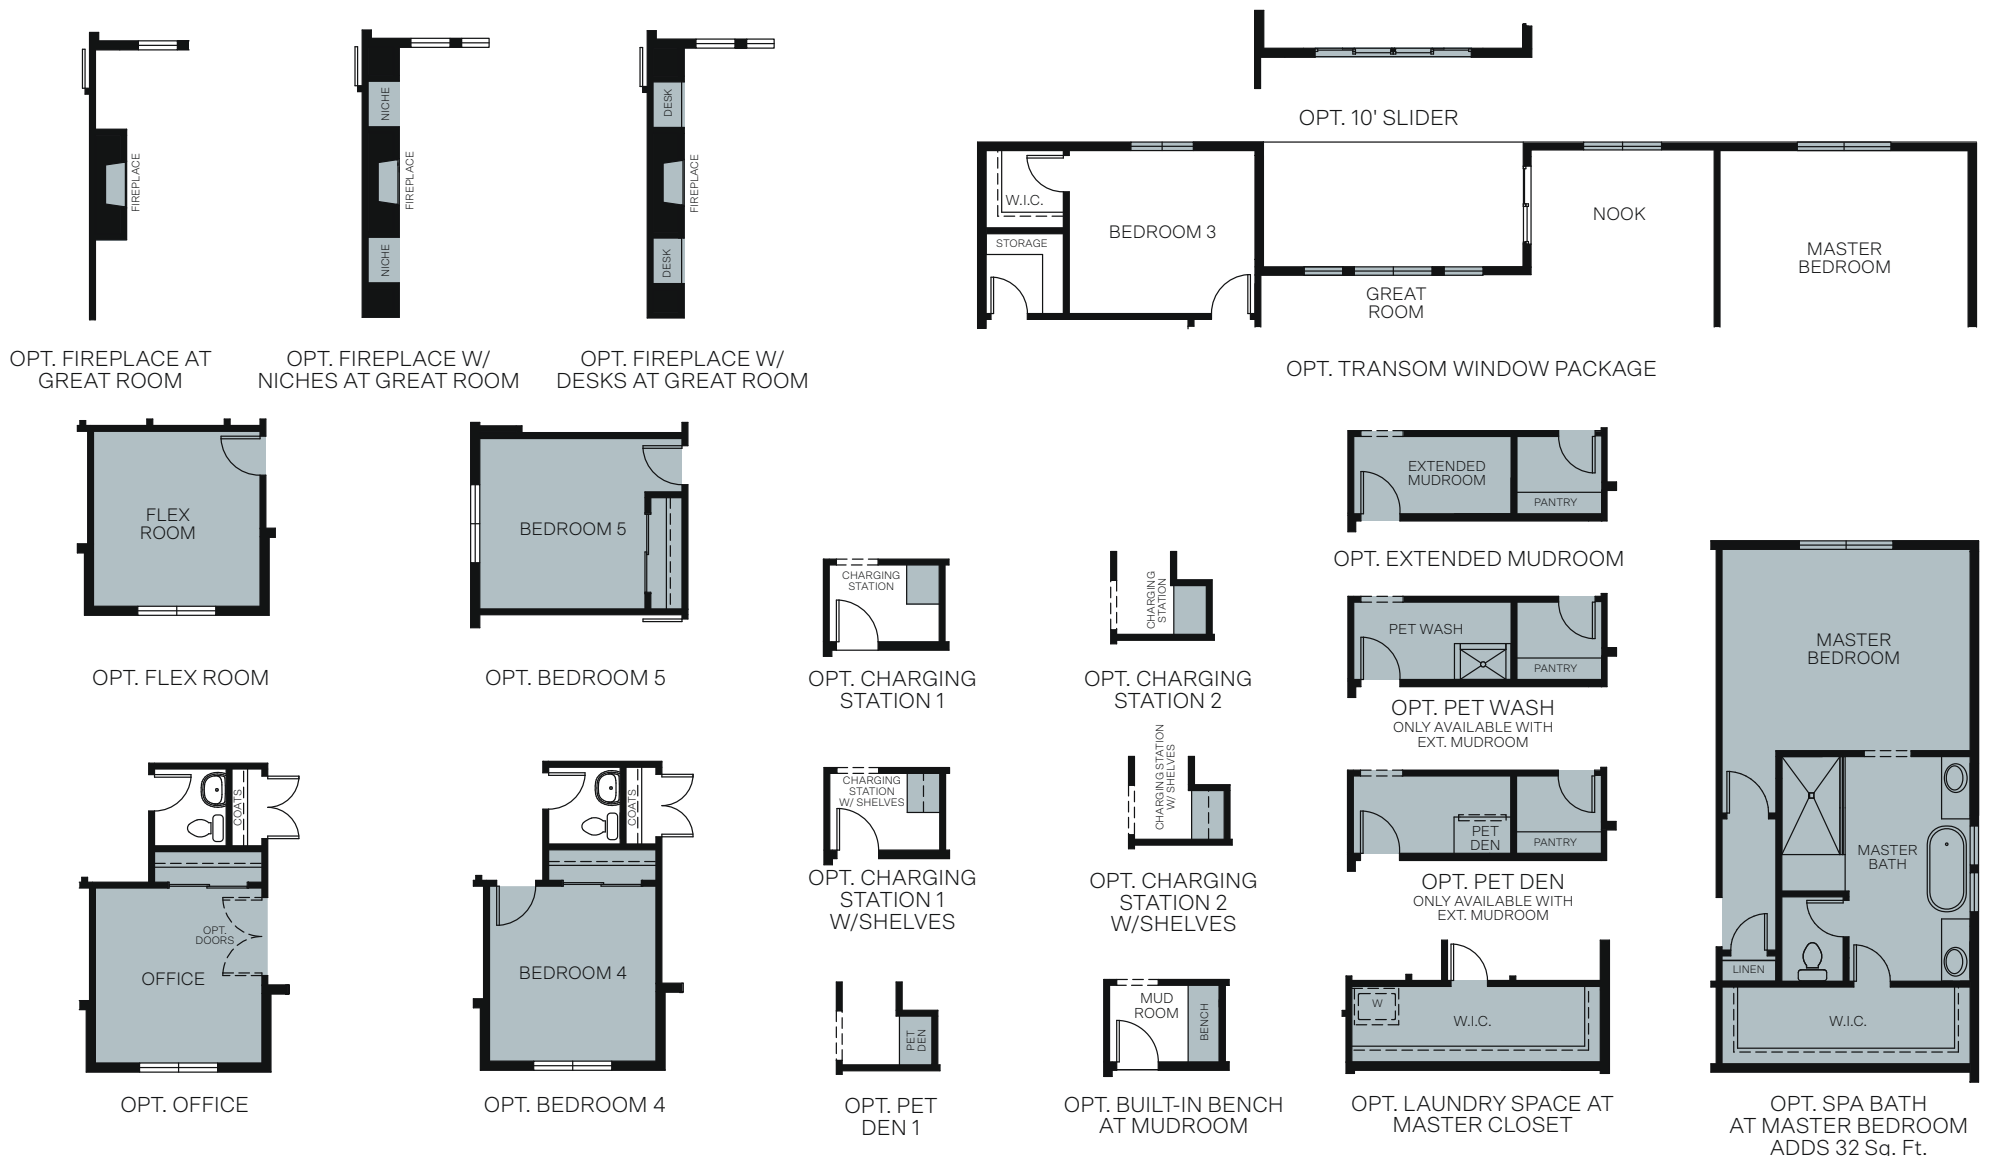 FIREPLACE
OPT. FIREPLACE AT
GREAT ROOM
NICHE
FIREPLACE
NICHE
OPT. FIREPLACE W/
NICHES AT GREAT ROOM
DESK
FIREPLACE
DESK
OPT. FIREPLACE W/
DESKS AT GREAT ROOM
OPT. 10' SLIDER
W.I.C.
STORAGE
BEDROOM 3
GREAT
ROOM
NOOK
MASTER
BEDROOM
OPT. TRANSOM WINDOW PACKAGE
FLEX
ROOM
OPT. FLEX ROOM
BEDROOM 5
OPT. BEDROOM 5
CHARGING
STATION
OPT. CHARGING
STATION 1
CHARGING
STATION
OPT. CHARGING
STATION 2
EXTENDED
MUDROOM
PANTRY
OPT. EXTENDED MUDROOM
PET WASH
PANTRY
OPT. PET WASH
ONLY AVAILABLE WITH
EXT. MUDROOM
COATS
OPT.
DOORS
OFFICE
OPT. OFFICE
COATS
BEDROOM 4
OPT. BEDROOM 4
CHARGING
STATION
W/ SHELVES
OPT. CHARGING
STATION 1
W/SHELVES
CHARGING STATION
W/ SHELVES
OPT. CHARGING
STATION 2
W/SHELVES
PET
DEN
PANTRY
OPT. PET DEN
ONLY AVAILABLE WITH
EXT. MUDROOM
PET
DEN
OPT. PET
DEN 1
MUD
ROOM
BENCH
OPT. BUILT-IN BENCH
AT MUDROOM
W
W.I.C.
OPT. LAUNDRY SPACE AT
MASTER CLOSET
MASTER
BEDROOM
MASTER
BATH
LINEN
W.I.C.
OPT. SPA BATH
AT MASTER BEDROOM
ADDS 32 Sq. Ft.